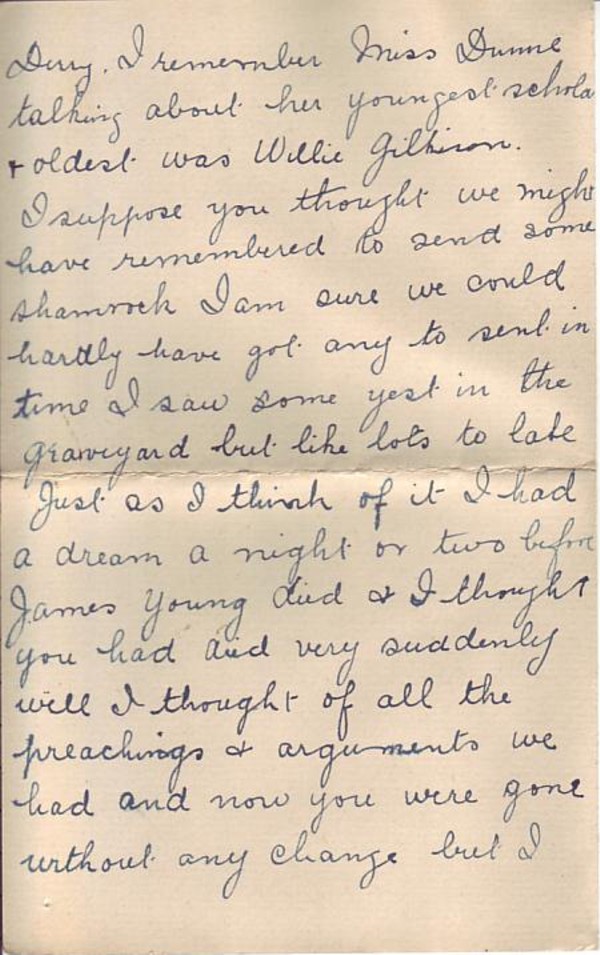 Derry. I remember Miss Dunne
talking about her youngest schola
& oldest was Willie Gilkison.
I suppose you thought we might
have remembered to send some
shamrock I am sure we could
hardly have got any to sent in
time I saw some yest in the
graveyard but like lots to late
Just as I think of it I had
a dream a night or two before
James Young died & I thought
you had died very suddenly
well I thought of all the
preachings & arguments we
had and now you were gone
without any change but I